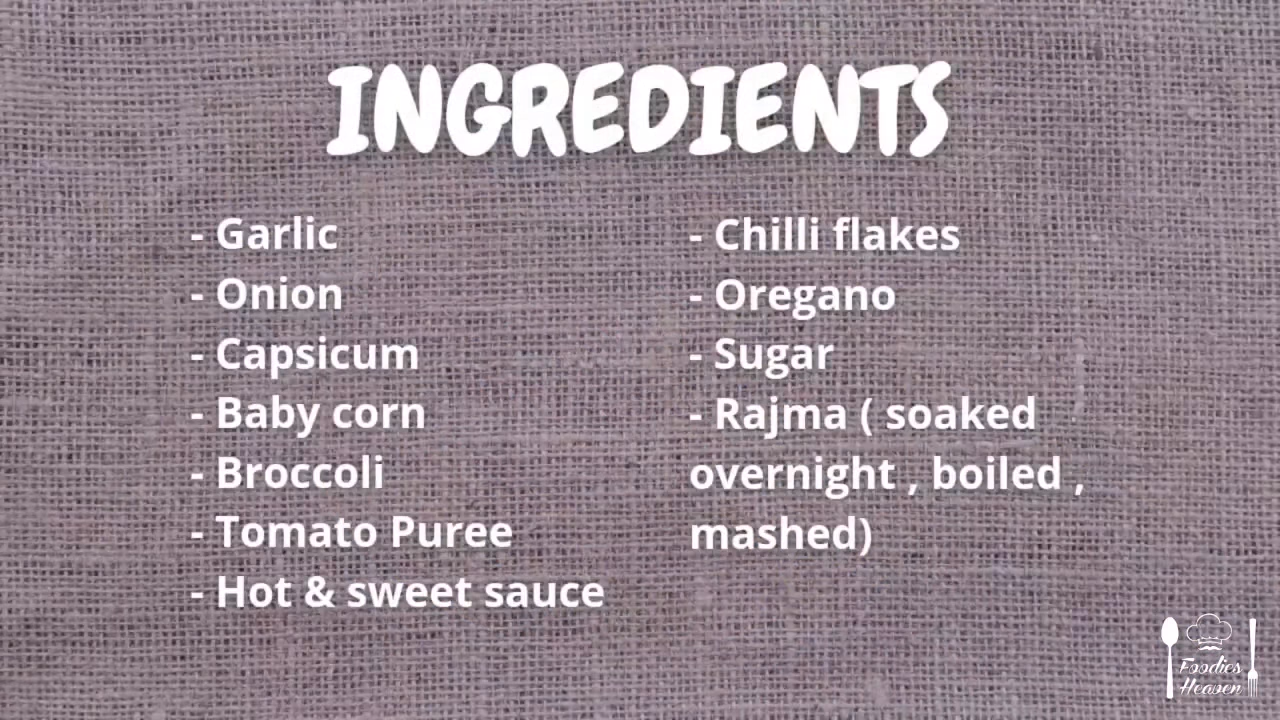 INGREDIENTS
- Garlic
- Onion
- Capsicum
- Baby corn
- Broccoli
- Tomato Puree
- Hot & sweet sauce
- Chilli flakes
- Oregano
- Sugar
- Rajma ( soaked
overnight , boiled ,
mashed)
Foodies
Heaven